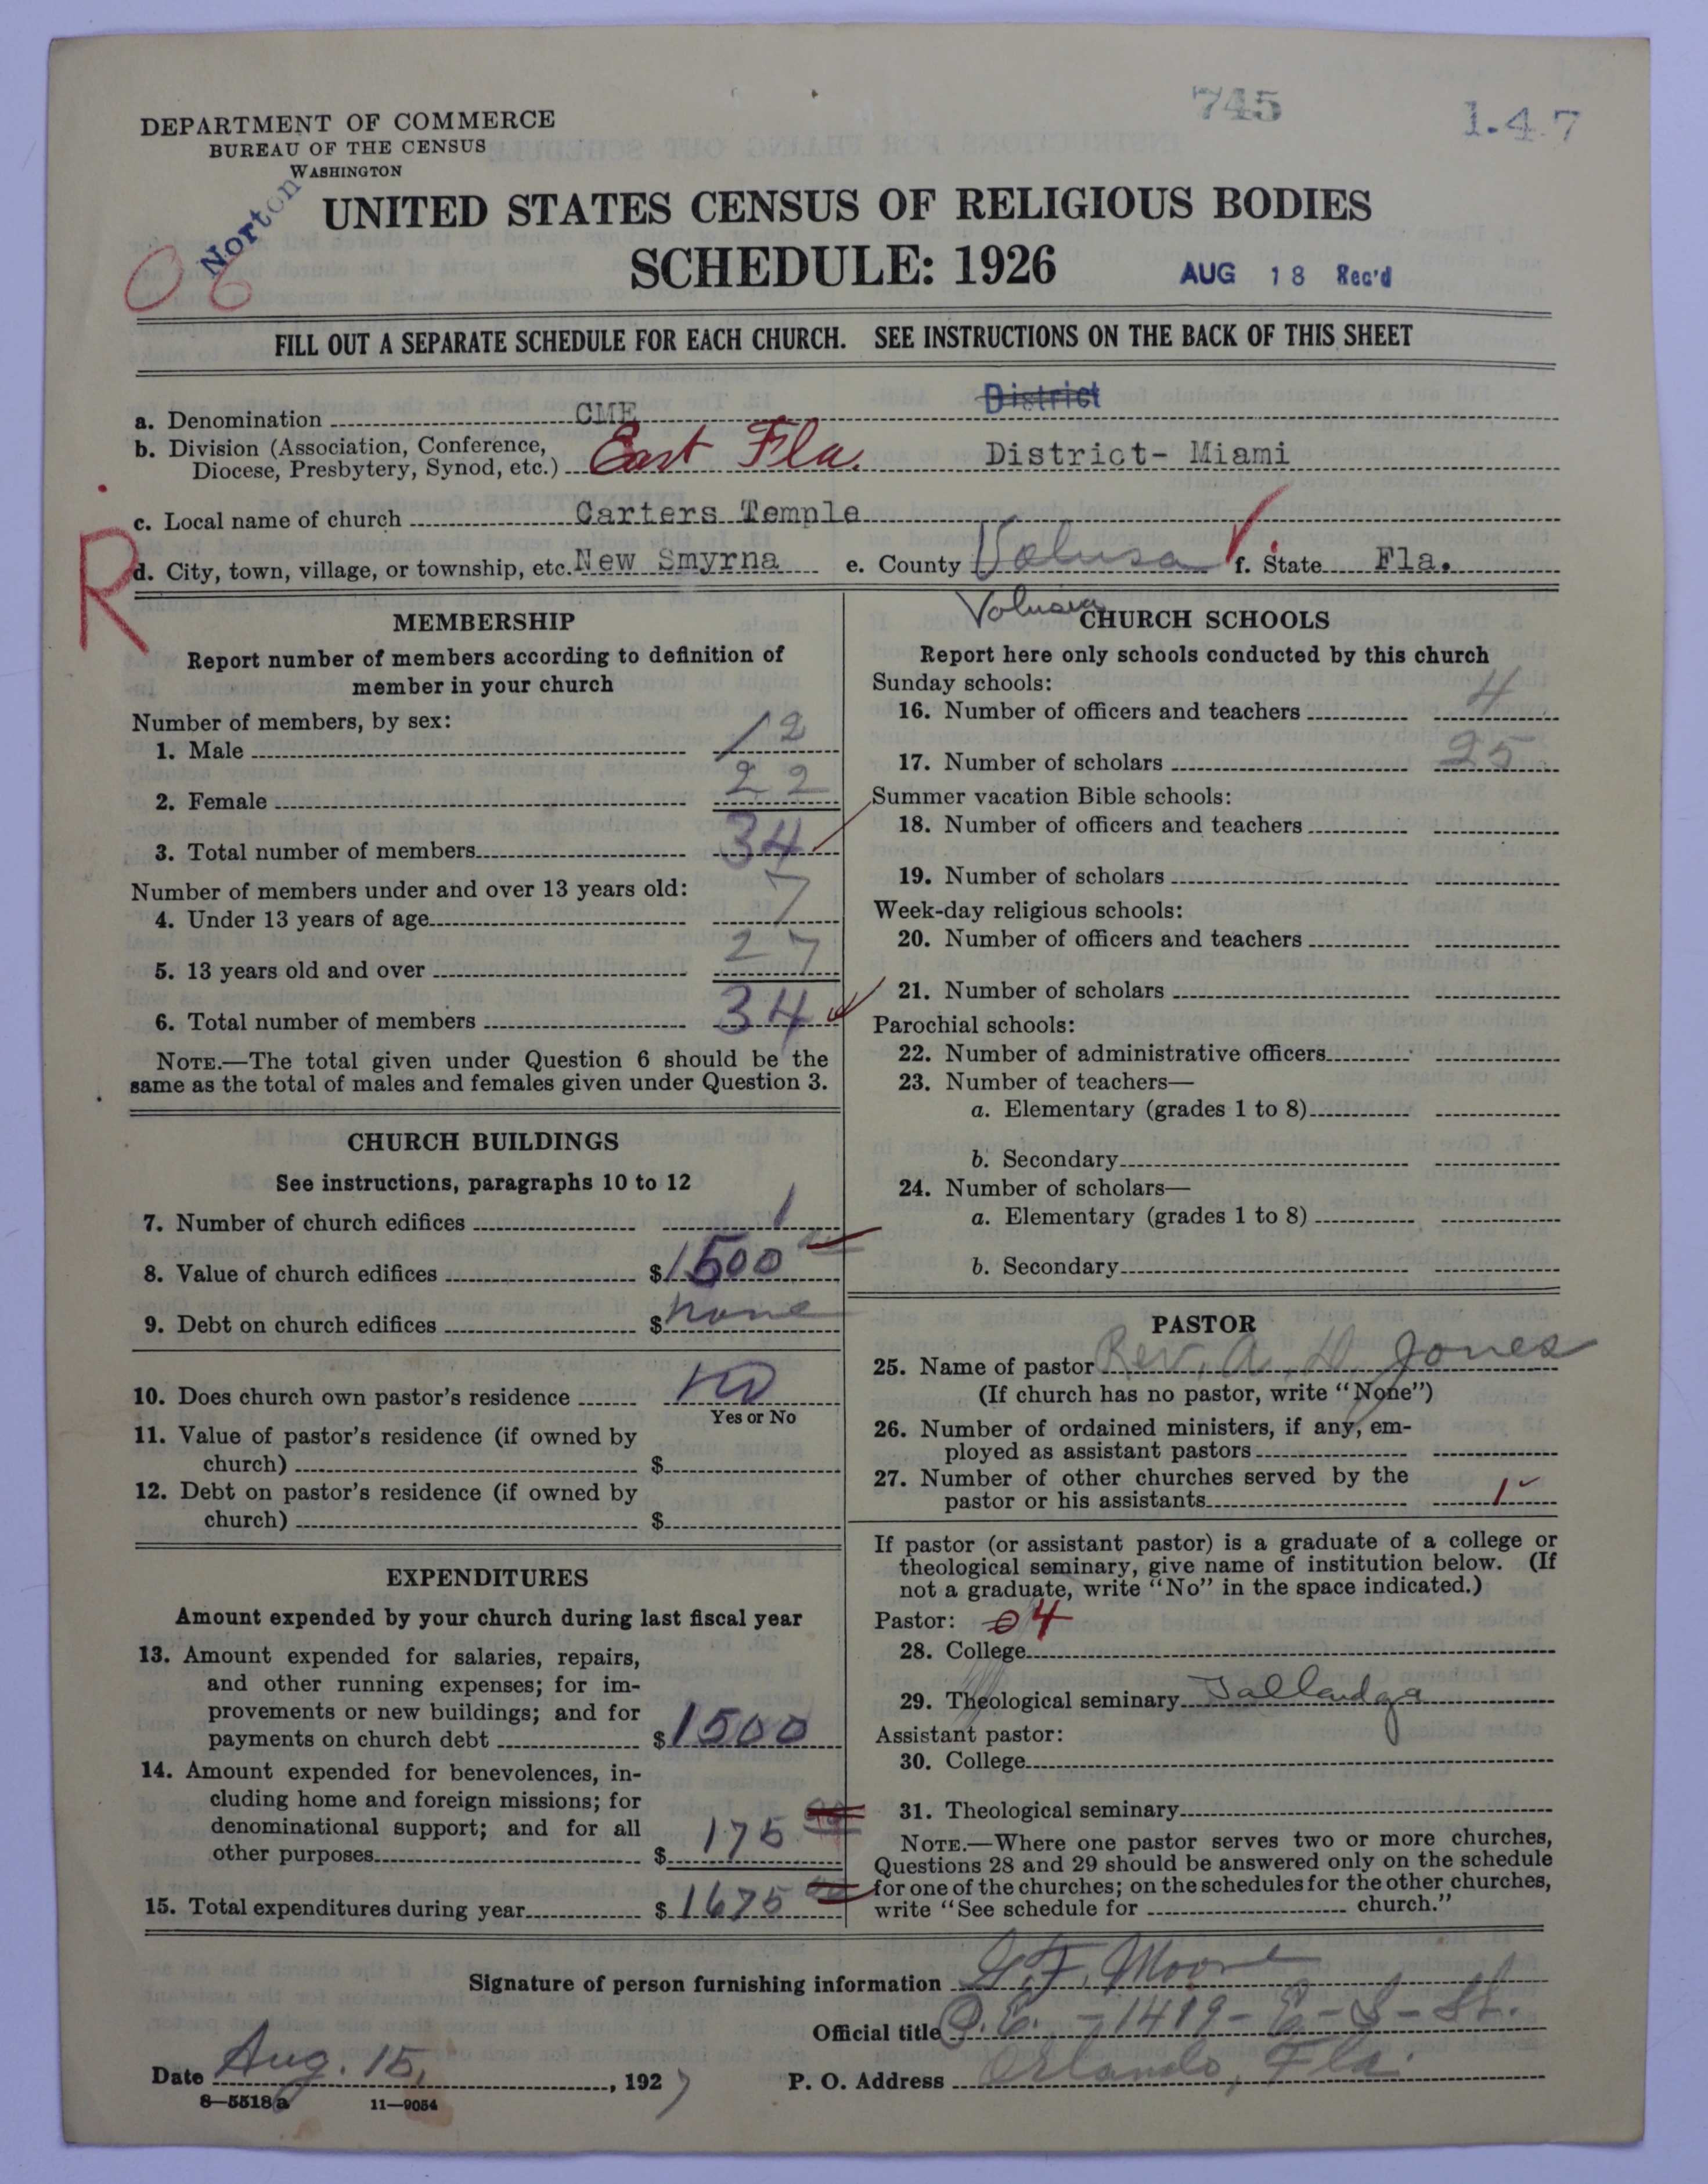 745
1.47
DEPARTMENT OF COMMERCE
BUREAU OF THE CENSUS
WASHINGTON
Norton
06
UNITED STATES CENSUS OF RELIGIOUS BODIES
SCHEDULE: 1926
AUG 18 Rec'd
FILL OUT A SEPARATE SCHEDULE FOR EACH CHURCH. SEE INSTRUCTIONS ON THE BACK OF THIS SHEET
District
a. Denomination CME
b. Division (Association, Conference,
Diocese, Presbytery, Synod, etc.) East Fla. District- Miami
c. Local name of church Carters Temple
R
d. City, town, village, or township, etc. New Smyrna e. County Volusa f. State Fla.
Volusia
MEMBERSHIP
Report number of members according to definition of
member in your church
Number of members, by sex:
1. Male 12
2. Female 22
3. Total number of members 34
Number of members under and over 13 years old:
4. Under 13 years of age 7
5. 13 years old and over 27
6. Total number of members 34
NOTE.—The total given under Question 6 should be the
same as the total of males and females given under Question 3.
CHURCH BUILDINGS
See instructions, paragraphs 10 to 12
7. Number of church edifices 1
8. Value of church edifices $1500
9. Debt on church edifices $none
10. Does church own pastor's residence No
Yes or No
11. Value of pastor's residence (if owned by
church) $
12. Debt on pastor's residence (if owned by
church) $
EXPENDITURES
Amount expended by your church during last fiscal year
13. Amount expended for salaries, repairs,
and other running expenses; for im-
provements or new buildings; and for
payments on church debt $1500
14. Amount expended for benevolences, in-
cluding home and foreign missions; for
denominational support; and for all
other purposes $175
15. Total expenditures during year $1675
CHURCH SCHOOLS
Report here only schools conducted by this church
Sunday schools:
16. Number of officers and teachers 4
17. Number of scholars 25
Summer vacation Bible schools:
18. Number of officers and teachers
19. Number of scholars
Week-day religious schools:
20. Number of officers and teachers
21. Number of scholars
Parochial schools:
22. Number of administrative officers
23. Number of teachers—
a. Elementary (grades 1 to 8)
b. Secondary
24. Number of scholars—
a. Elementary (grades 1 to 8)
b. Secondary
PASTOR
25. Name of pastor Rev. A. D. Jones
(If church has no pastor, write "None")
26. Number of ordained ministers, if any, em-
ployed as assistant pastors
27. Number of other churches served by the
pastor or his assistants 1
If pastor (or assistant pastor) is a graduate of a college or
theological seminary, give name of institution below. (If
not a graduate, write "No" in the space indicated.)
Pastor: 04
28. College
29. Theological seminary Talladga
Assistant pastor:
30. College
31. Theological seminary
NOTE.—Where one pastor serves two or more churches,
Questions 28 and 29 should be answered only on the schedule
for one of the churches; on the schedules for the other churches,
write "See schedule for church."
Signature of person furnishing information G. F. Moore
Official title P. E. - 1419 - E - S - St.
Date Aug. 15, 1927 P. O. Address Orlando, Fla.
8—5518a 11—9054